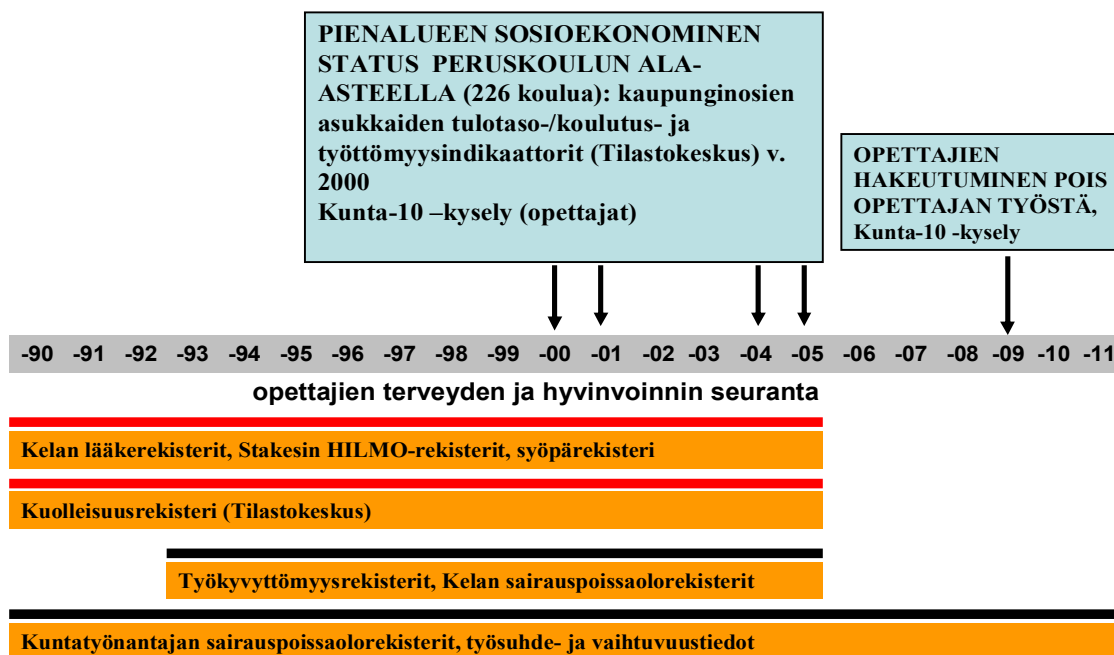 PIENALUEEN SOSIOEKONOMINEN
STATUS PERUSKOULUN ALA-
ASTEELLA (226 koulua): kaupunginosien
asukkaiden tulotaso-/koulutus- ja
työttömyysindikaattorit (Tilastokeskus) v.
2000
Kunta-10 –kysely (opettajat)
OPETTAJIEN
HAKEUTUMINEN POIS
OPETTAJAN TYÖSTÄ,
Kunta-10 -kysely
-90 -91 -92 -93 -94 -95 -96 -97 -98 -99 -00 -01 -02 -03 -04 -05 -06 -07 -08 -09 -10 -11
opettajien terveyden ja hyvinvoinnin seuranta
Kelan lääkerekisterit, Stakesin HILMO-rekisterit, syöpärekisteri
Kuolleisuusrekisteri (Tilastokeskus)
Työkyvyttömyysrekisterit, Kelan sairauspoissaolorekisterit
Kuntatyönantajan sairauspoissaolorekisterit, työsuhde- ja vaihtuvuustiedot